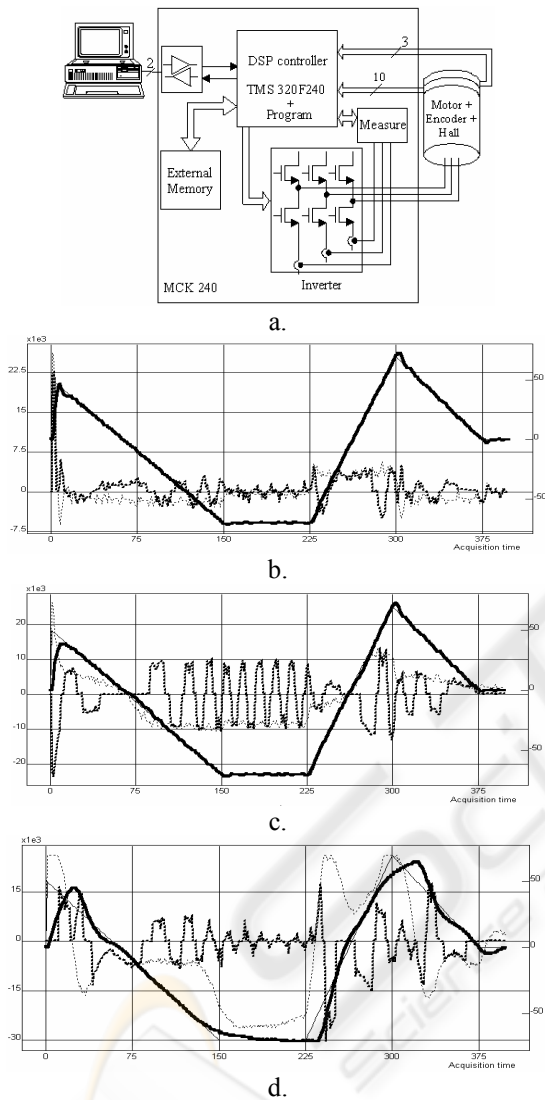 2
DSP controller
TMS 320F240
+
Program
3
10
Measure
Motor +
Encoder +
Hall
External
Memory
MCK 240
Inverter
a.
x1e3
22.5
15
7.5
0
-7.5
50
0
-50
0
75
150
225
300
375
Acquisition time
b.
x1e3
20
10
0
-10
-20
50
0
-50
0
75
150
225
300
375
Acquisition time
c.
x1e3
15
0
-15
-30
50
0
-50
0
75
150
225
300
375
Acquisition time
d.
Science